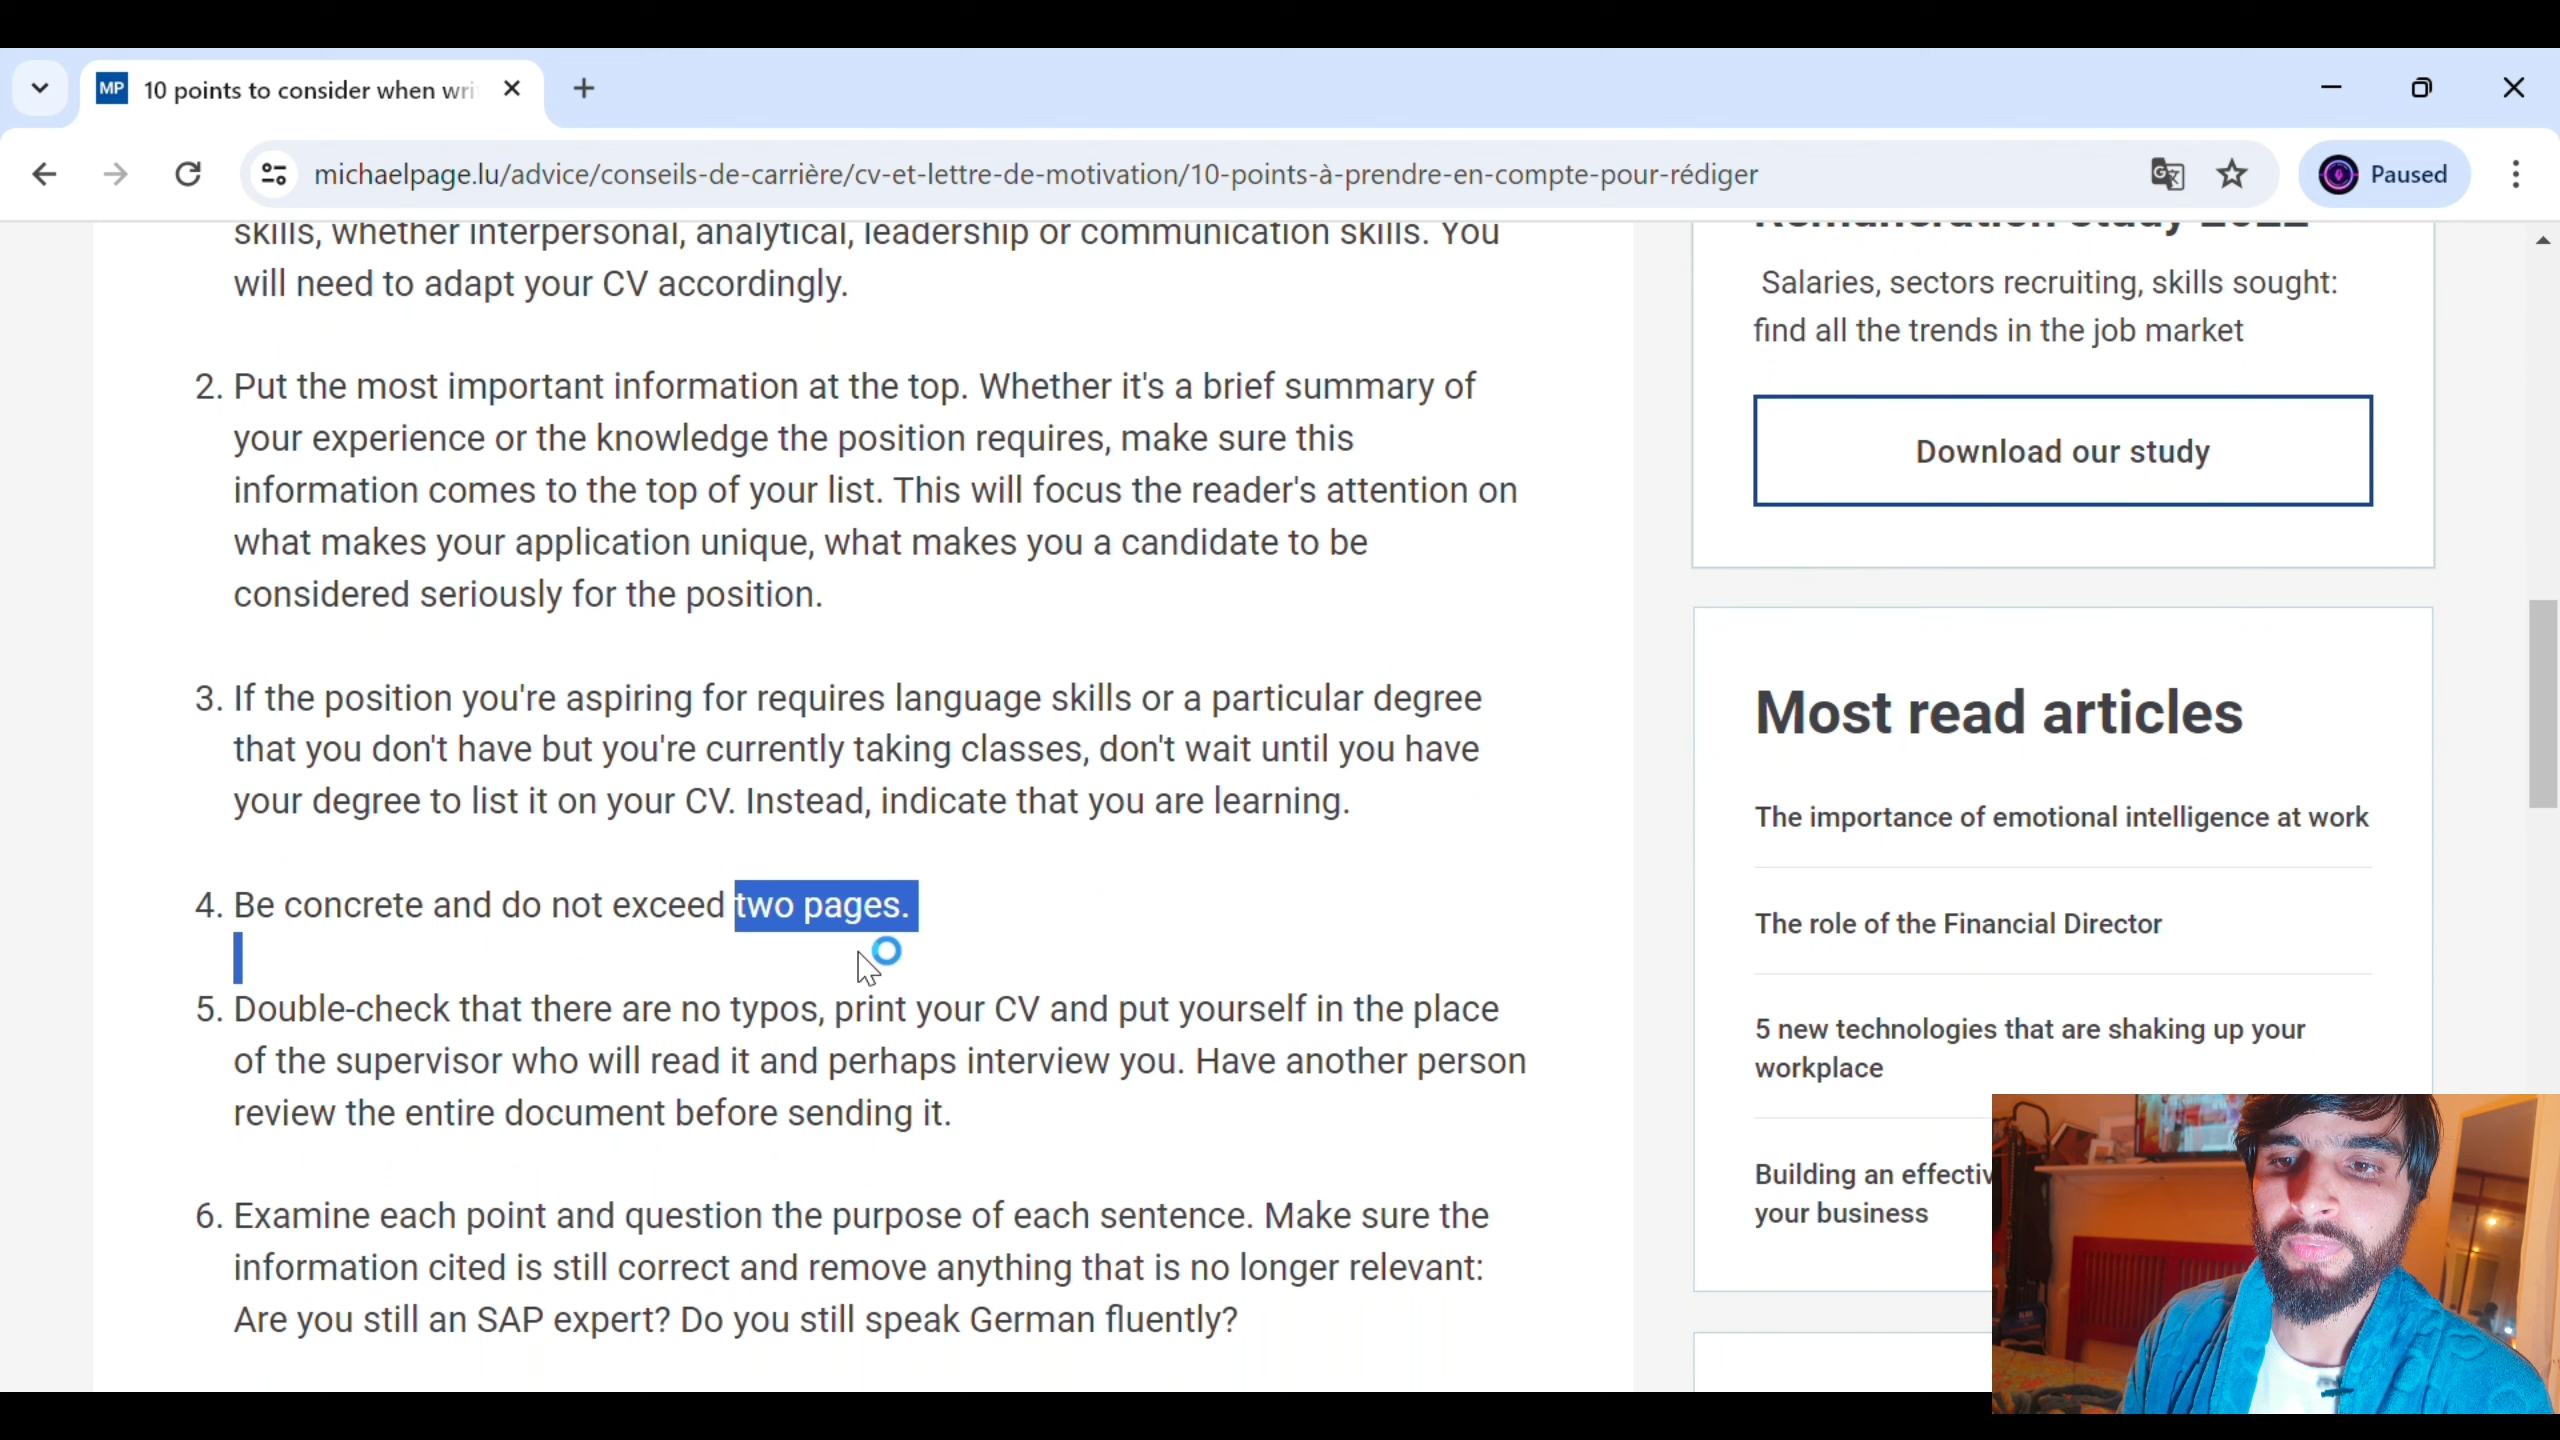 MP 10 points to consider when wri
michaelpage.lu/advice/conseils-de-carrière/cv-et-lettre-de-motivation/10-points-à-prendre-en-compte-pour-rédiger
Paused
skills, whether interpersonal, analytical, leadership or communication skills. You
will need to adapt your CV accordingly.
2. Put the most important information at the top. Whether it's a brief summary of
your experience or the knowledge the position requires, make sure this
information comes to the top of your list. This will focus the reader's attention on
what makes your application unique, what makes you a candidate to be
considered seriously for the position.
3. If the position you're aspiring for requires language skills or a particular degree
that you don't have but you're currently taking classes, don't wait until you have
your degree to list it on your CV. Instead, indicate that you are learning.
4. Be concrete and do not exceed two pages.
5. Double-check that there are no typos, print your CV and put yourself in the place
of the supervisor who will read it and perhaps interview you. Have another person
review the entire document before sending it.
6. Examine each point and question the purpose of each sentence. Make sure the
information cited is still correct and remove anything that is no longer relevant:
Are you still an SAP expert? Do you still speak German fluently?
Salaries, sectors recruiting, skills sought:
find all the trends in the job market
Download our study
Most read articles
The importance of emotional intelligence at work
The role of the Financial Director
5 new technologies that are shaking up your
workplace
Building an effectiv
your business